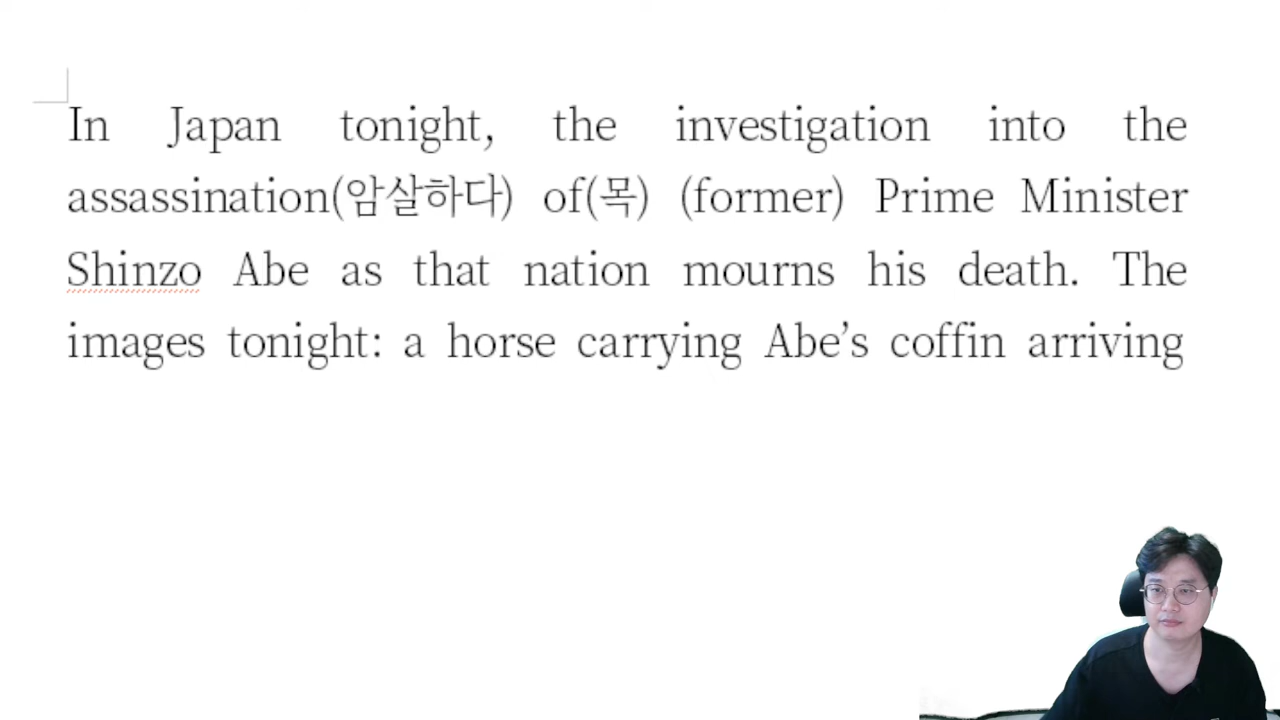 In Japan tonight, the investigation into the
assassination(암살하다) of(목) (former) Prime Minister
Shinzo Abe as that nation mourns his death. The
images tonight: a horse carrying Abe’s coffin arriving